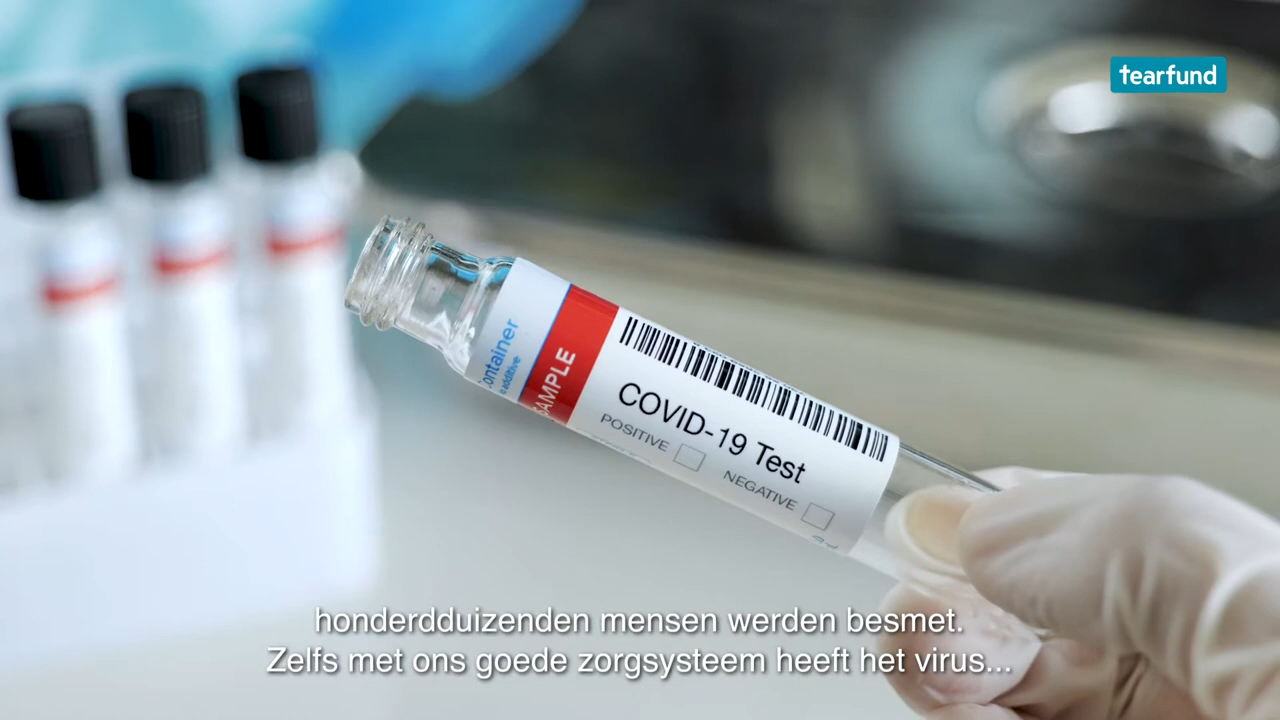 tearfund
SAMPLE
COVID-19 Test
POSITIVE
NEGATIVE
honderdduizenden mensen werden besmet.
Zelfs met ons goede zorgsysteem heeft het virus...